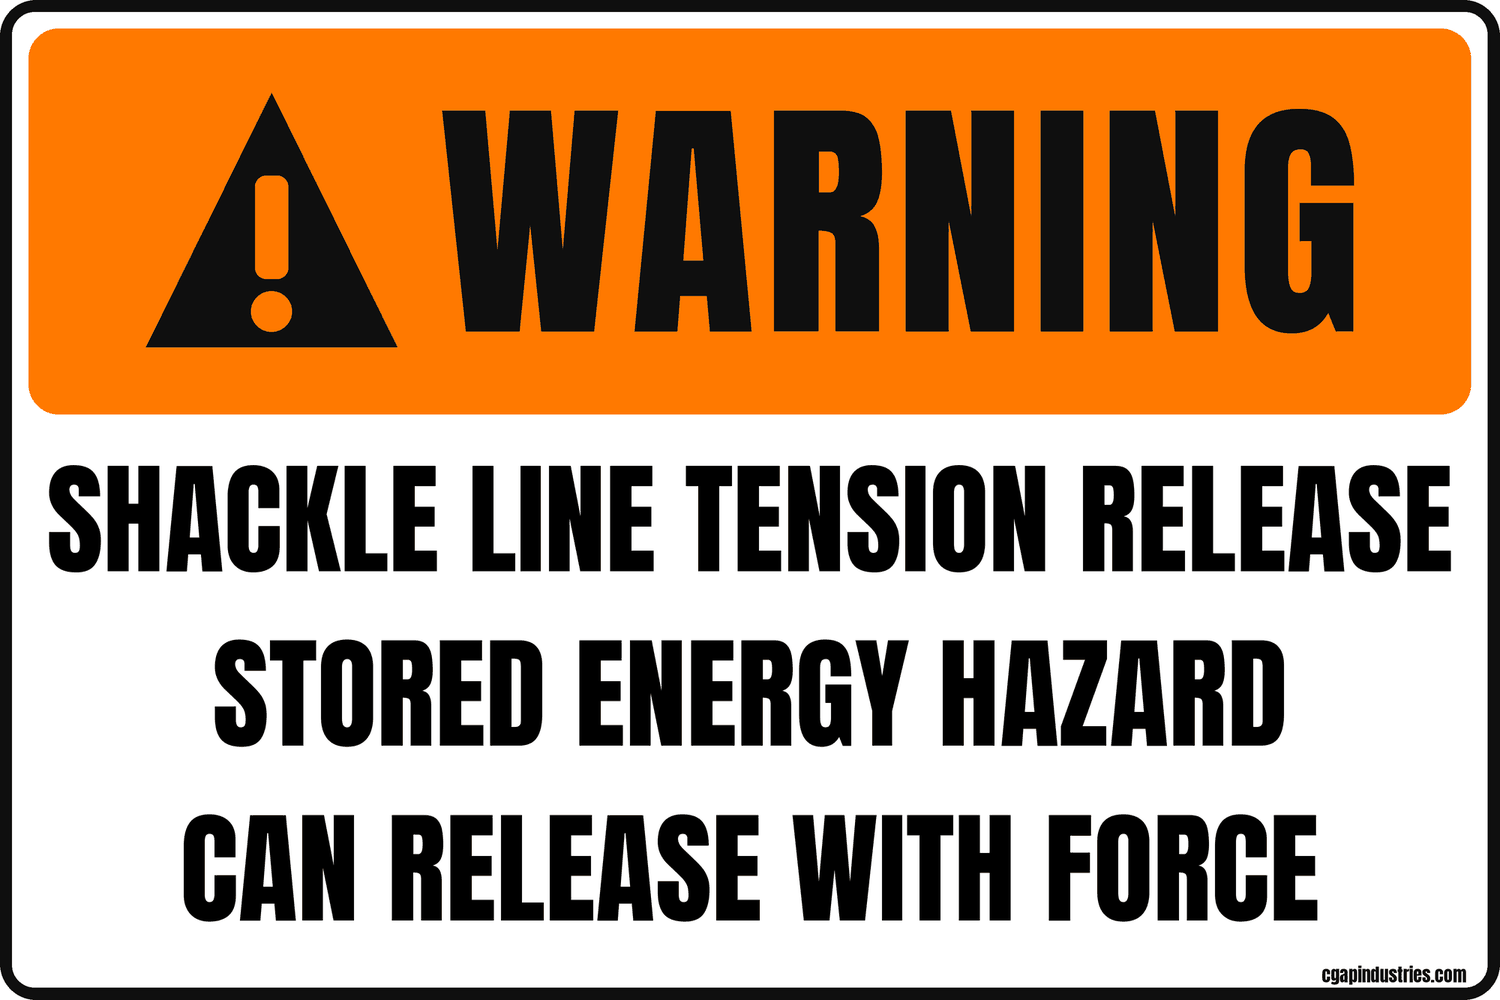 WARNING
SHACKLE LINE TENSION RELEASE
STORED ENERGY HAZARD
CAN RELEASE WITH FORCE
cgapindustries.com